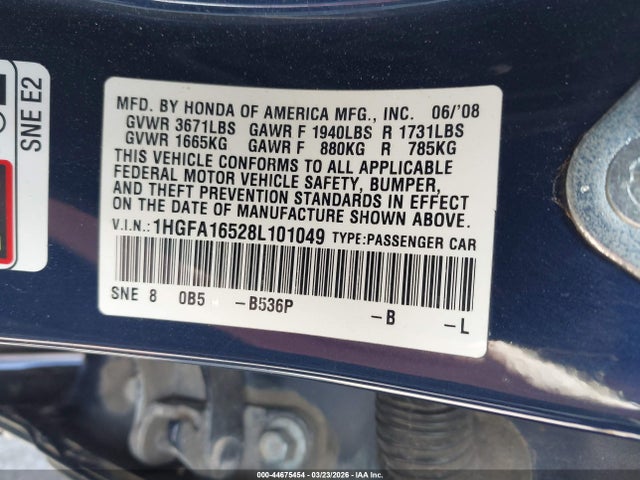 SNE E2
MFD. BY HONDA OF AMERICA MFG., INC. 06/'08
GVWR 3671LBS GAWR F 1940LBS R 1731LBS
GVWR 1665KG GAWR F 880KG R 785KG
THIS VEHICLE CONFORMS TO ALL APPLICABLE
FEDERAL MOTOR VEHICLE SAFETY, BUMPER,
AND THEFT PREVENTION STANDARDS IN EFFECT
ON THE DATE OF MANUFACTURE SHOWN ABOVE.
V.I.N.: 1HGFA16528L101049 TYPE:PASSENGER CAR
SNE 8 0B5 -B536P -B -L
000-44675454 | 03/23/2026 - IAA Inc.